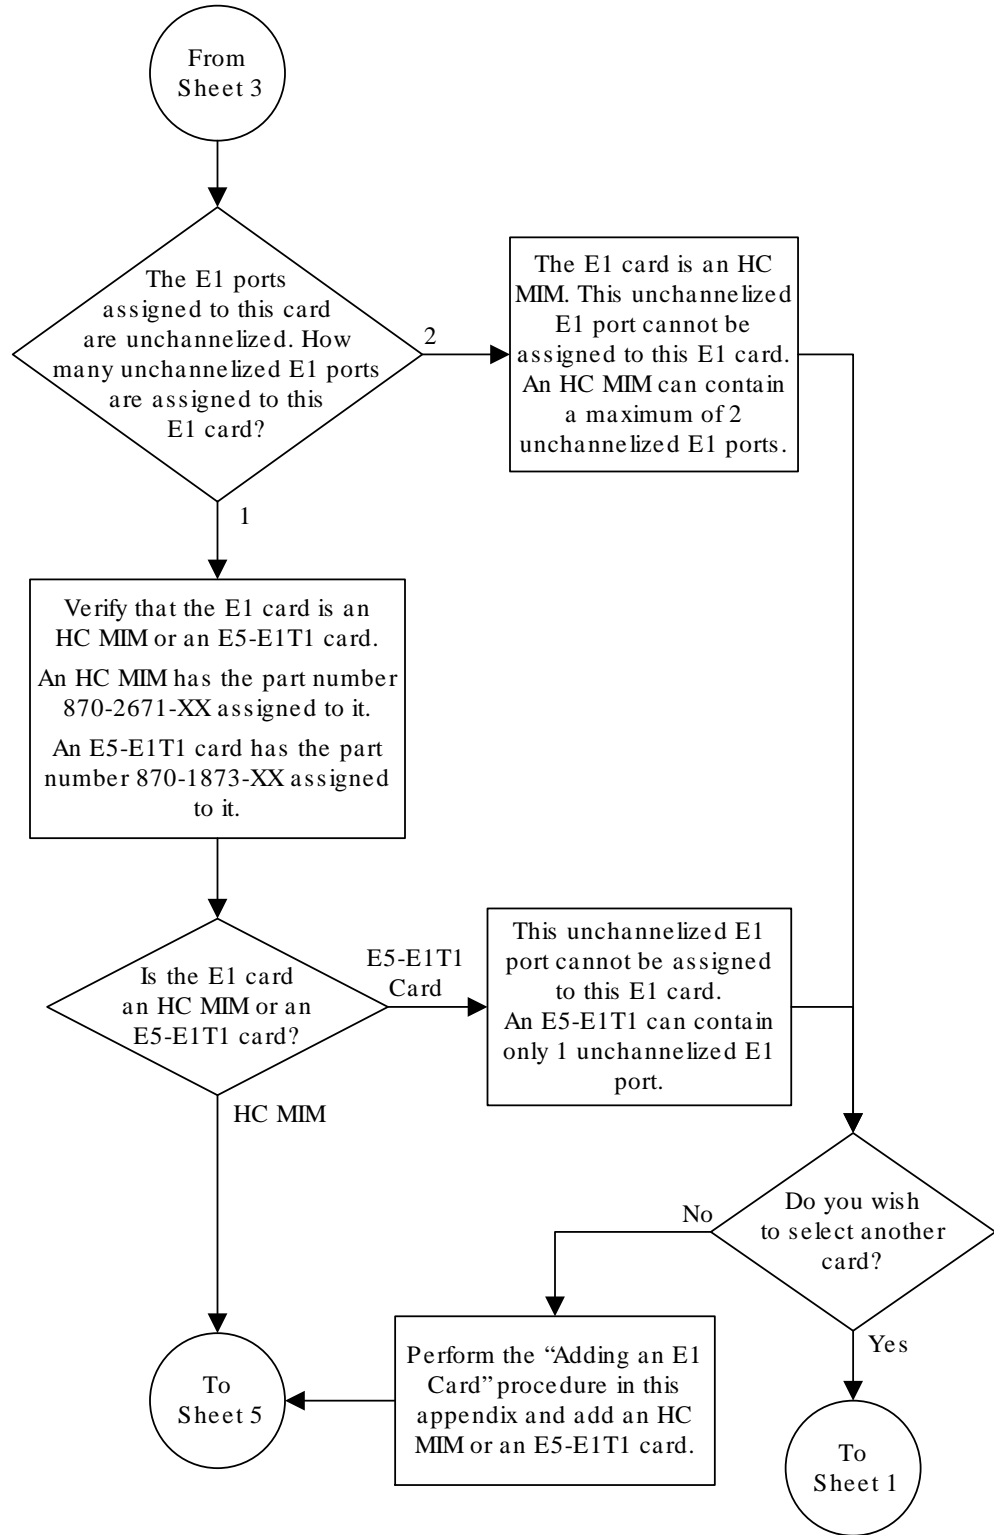 From
Sheet 3
The E1 ports
assigned to this card
are unchannelized. How
many unchannelized E1 ports
are assigned to this
E1 card?
2
The E1 card is an HC
MIM. This unchannelized
E1 port cannot be
assigned to this E1 card.
An HC MIM can contain
a maximum of 2
unchannelized E1 ports.
1
Verify that the E1 card is an
HC MIM or an E5-E1T1 card.
An HC MIM has the part number
870-2671-XX assigned to it.
An E5-E1T1 card has the part
number 870-1873-XX assigned
to it.
Is the E1 card
an HC MIM or an
E5-E1T1 card?
E5-E1T1
Card
This unchannelized E1
port cannot be assigned
to this E1 card.
An E5-E1T1 can contain
only 1 unchannelized E1
port.
HC MIM
Do you wish
to select another
card?
No
Yes
Perform the “Adding an E1
Card” procedure in this
appendix and add an HC
MIM or an E5-E1T1 card.
To
Sheet 5
To
Sheet 1